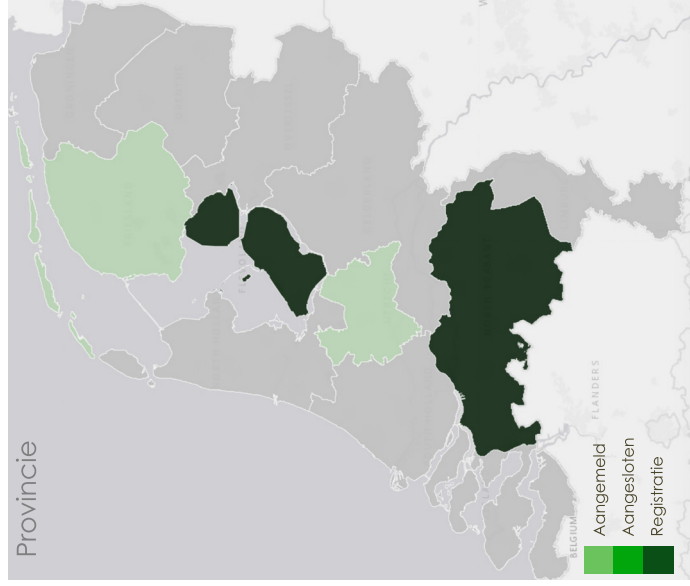 Provincie
Aangemeld
Aangesloten
Registratie
FLANDERS
BELGIUM